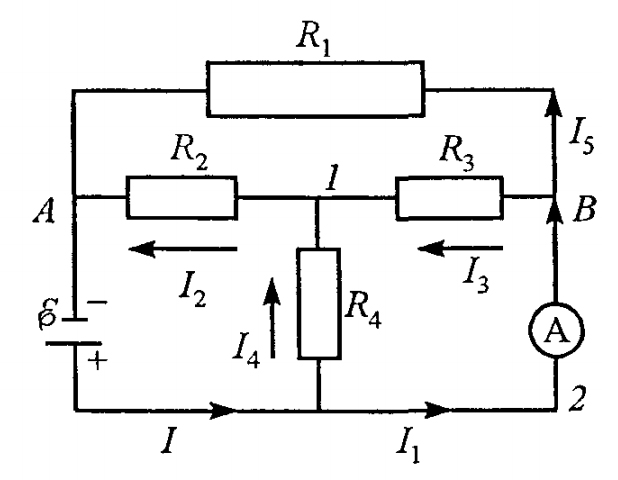 R₁
I₅
R₂ 1 R₃
A B
I₂ I₃
ℰ − R₄
I₄ A
+ 2
I I₁